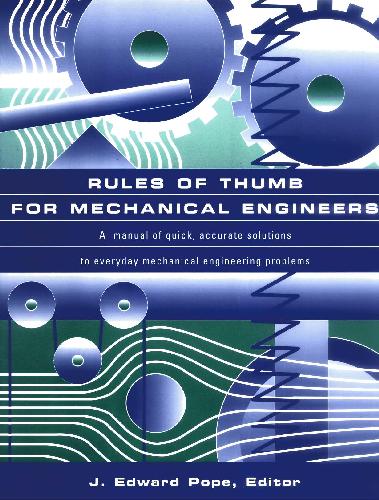 RULES OF THUMB
FOR MECHANICAL ENGINEERS
A manual of quick, accurate solutions
to everyday mechanical engineering problems
J. Edward Pope, Editor